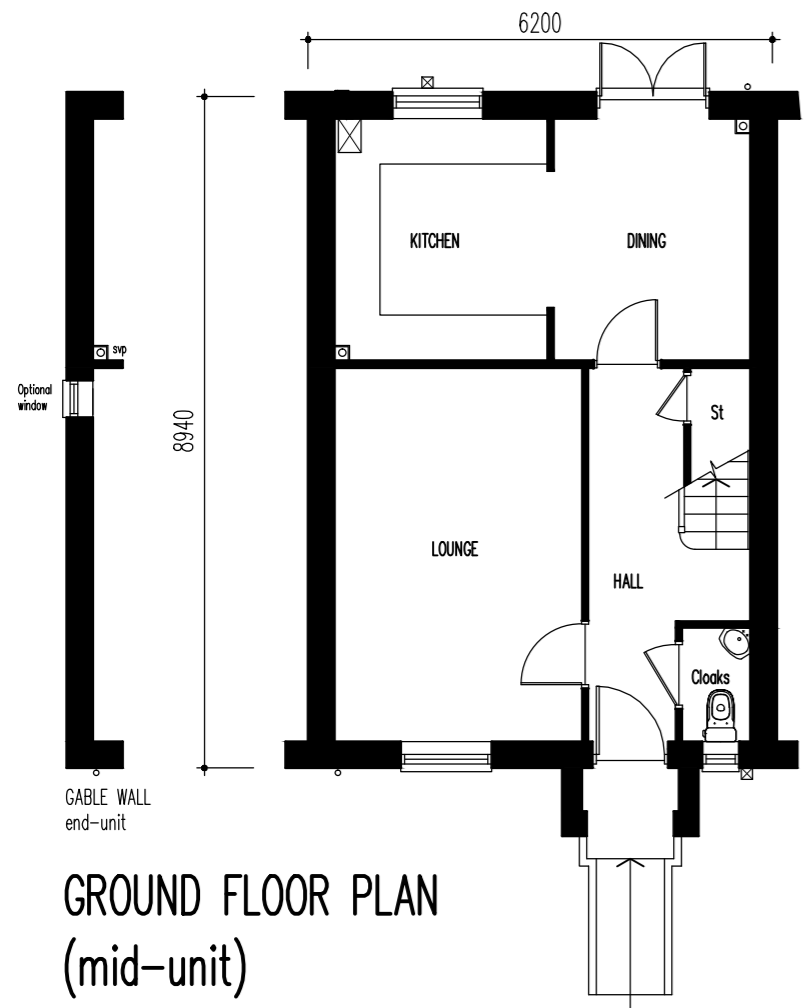 6200
KITCHEN
DINING
svp
Optional
window
8940
St
LOUNGE
HALL
Cloaks
GABLE WALL
end-unit
GROUND FLOOR PLAN
(mid-unit)